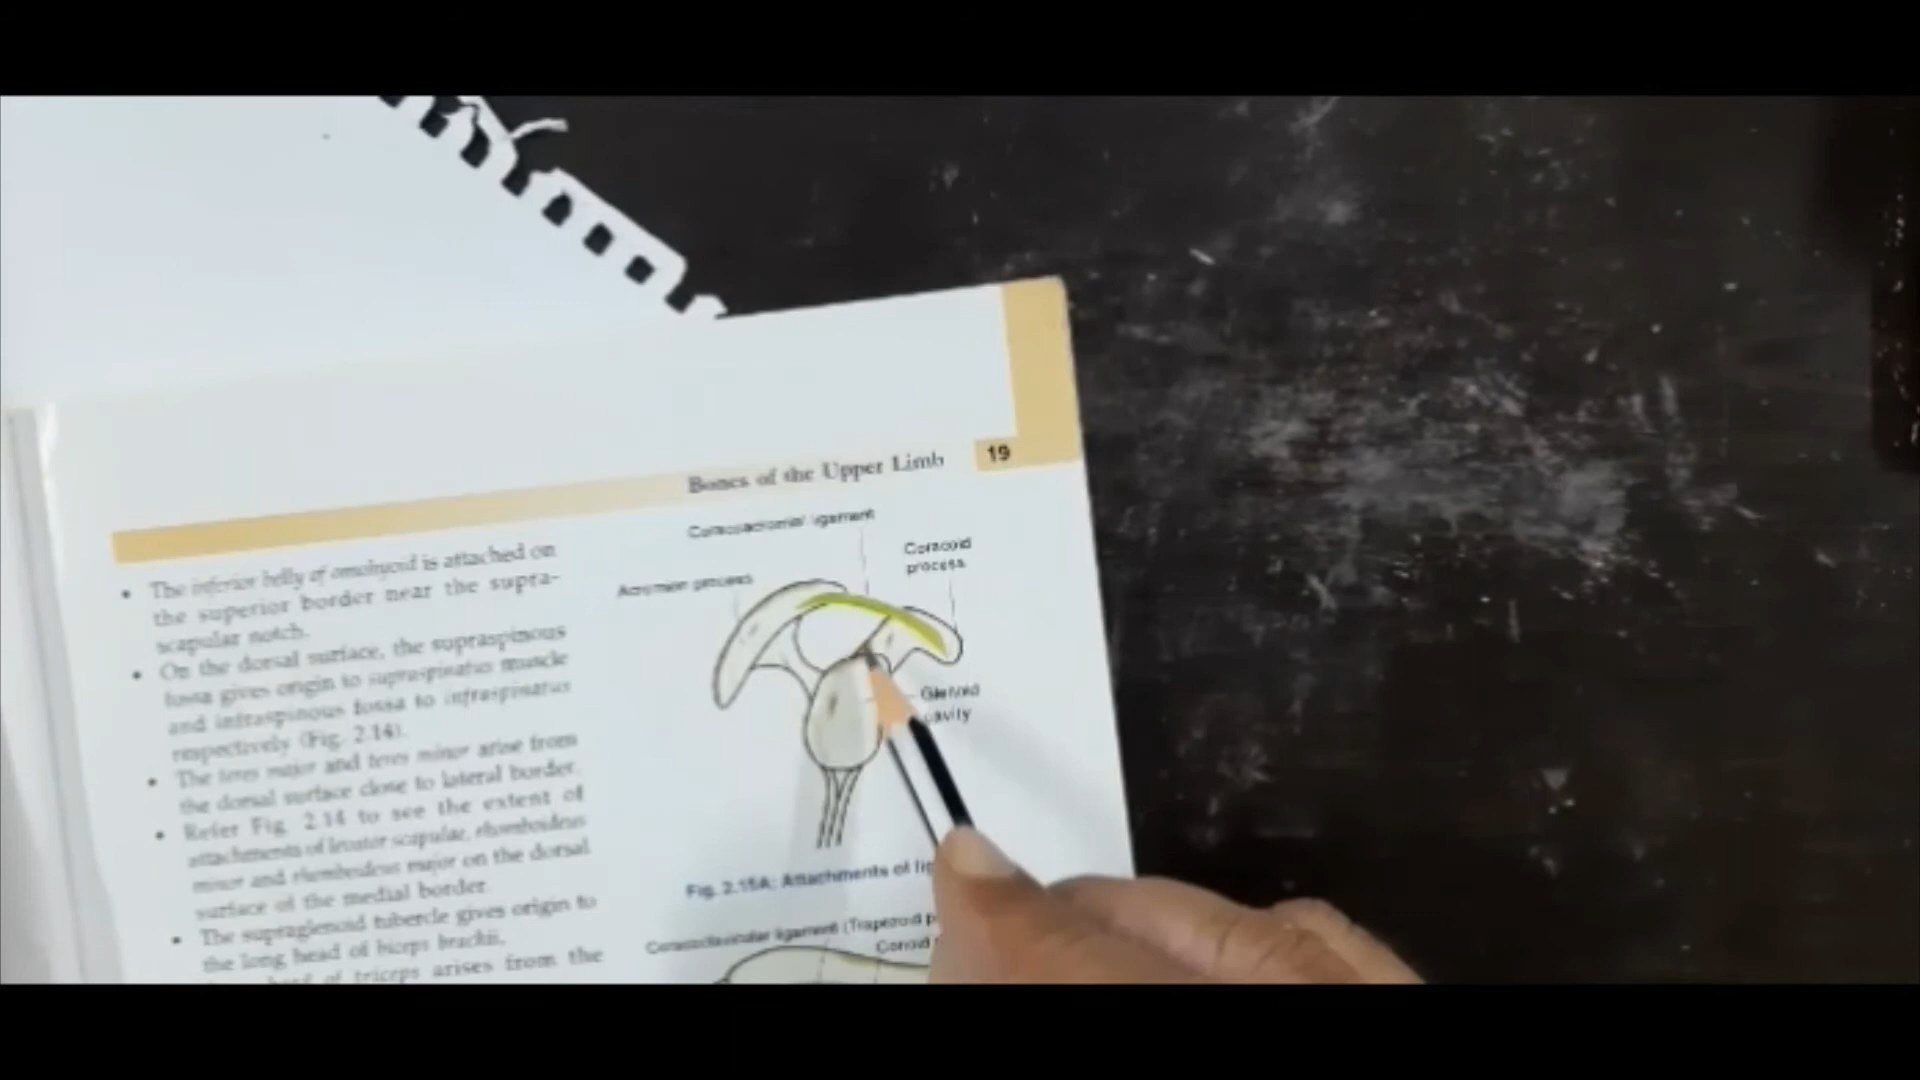 Bones of the Upper Limb
19
• The inferior belly of omohyoid is attached on
the superior border near the supra-
scapular notch.
• On the dorsal surface, the supraspinous
fossa gives origin to supraspinatus muscle
and infraspinous fossa to infraspinatus
respectively (Fig. 2.14).
• The teres major and teres minor arise from
the dorsal surface close to lateral border.
• Refer Fig. 2.14 to see the extent of
attachments of levator scapular, rhomboideus
minor and rhomboideus major on the dorsal
surface of the medial border.
• The supraglenoid tubercle gives origin to
the long head of biceps brachii.
head of triceps arises from the
Coracoacromial ligament
Coracoid
process
Acromion process
Glenoid
cavity
Fig. 2.15A: Attachments of
Coracoclavicular ligament (Trapezoid
Conoid